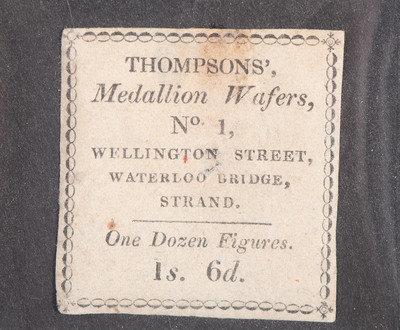 THOMPSONS',
Medallion Wafers,
No. 1,
WELLINGTON STREET,
WATERLOO BRIDGE,
STRAND.
One Dozen Figures.
1s. 6d.